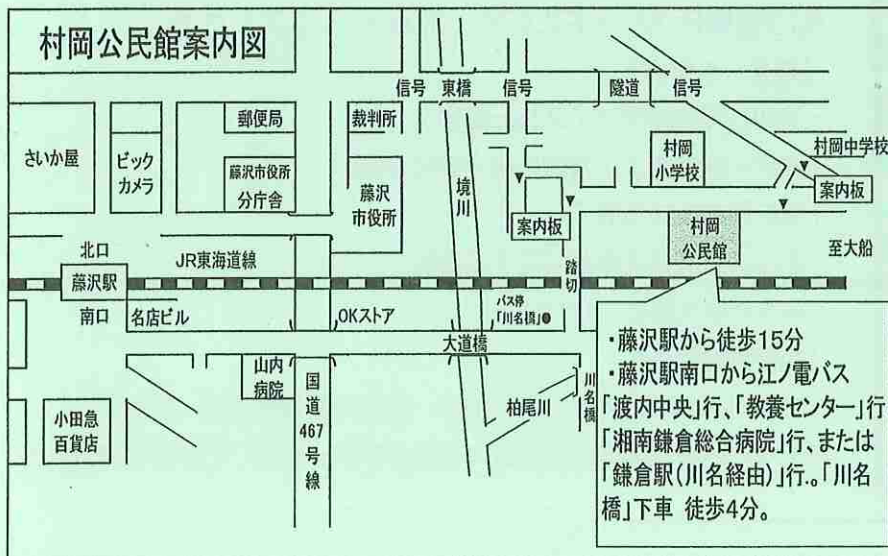 村岡公民館案内図
信号
東橋
信号
隧道
信号
さいか屋
ビック
カメラ
郵便局
裁判所
藤沢市役所
分庁舎
藤沢
市役所
境川
案内板
村岡
小学校
村岡中学校
案内板
村岡
公民館
至大船
北口
JR東海道線
藤沢駅
踏切
南口
名店ビル
OKストア
バス停
「川名橋」
大道橋
山内
病院
国道467号線
柏尾川
川名橋
小田急
百貨店
・藤沢駅から徒歩15分
・藤沢駅南口から江ノ電バス
「渡内中央」行、「教養センター」行
「湘南鎌倉総合病院」行、または
「鎌倉駅(川名経由)」行.。「川名
橋」下車 徒歩4分。